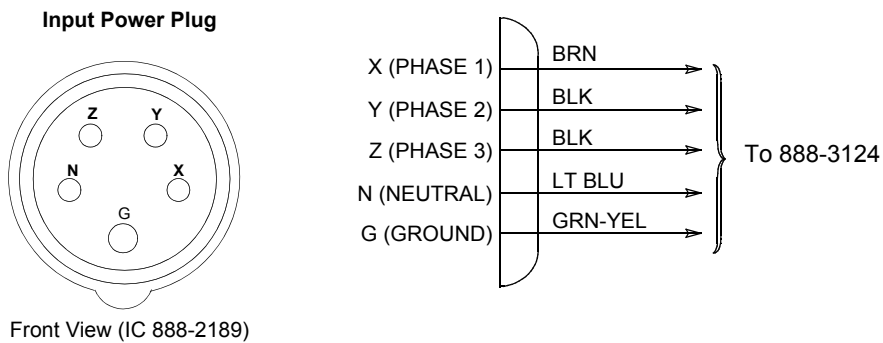 Input Power Plug
Z Y
N X
G
Front View (IC 888-2189)
X (PHASE 1) BRN
Y (PHASE 2) BLK
Z (PHASE 3) BLK
N (NEUTRAL) LT BLU
G (GROUND) GRN-YEL
To 888-3124